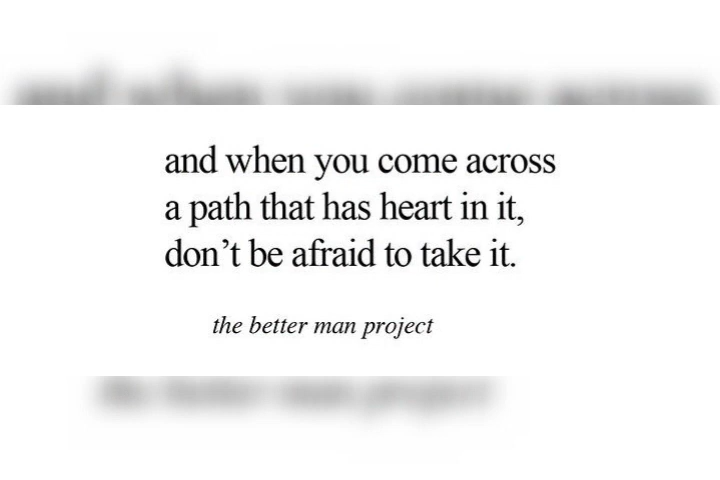 and when you come across
a path that has heart in it,
don’t be afraid to take it.
the better man project